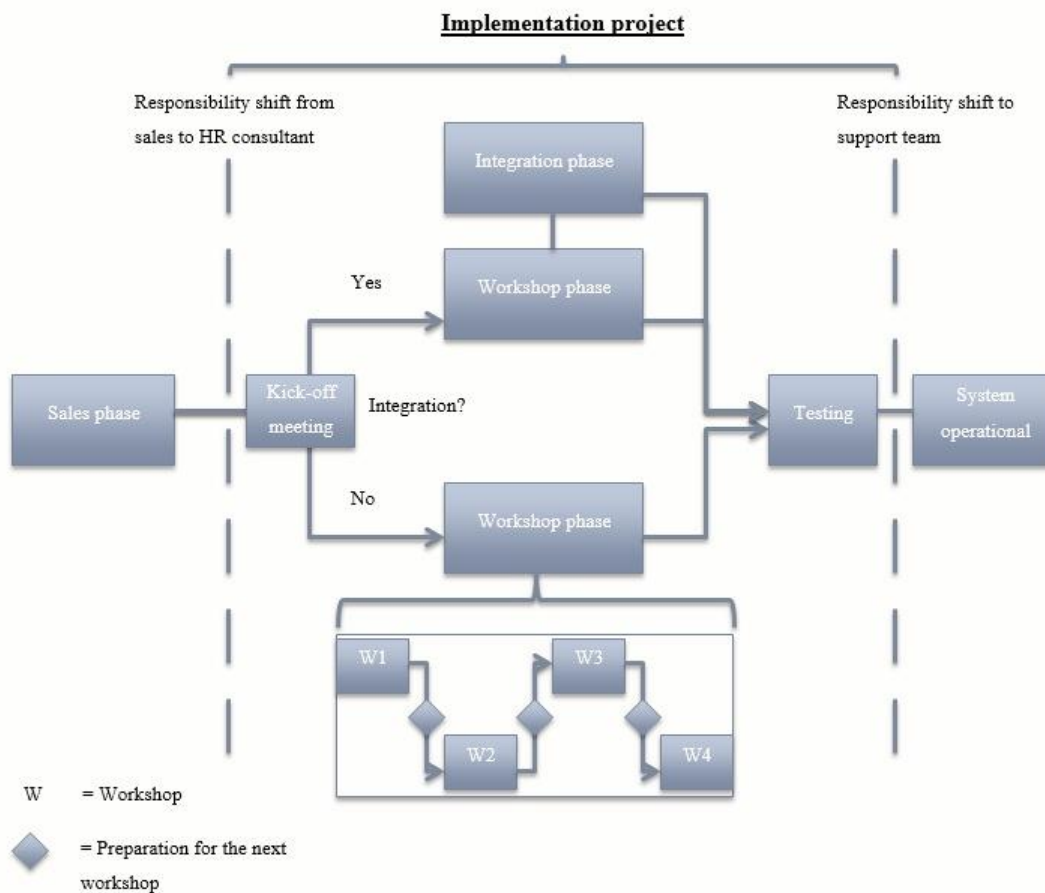 Implementation project
Responsibility shift from
sales to HR consultant
Responsibility shift to
support team
Integration phase
Yes
Workshop phase
Sales phase
Kick-off
meeting
Integration?
Testing
System
operational
No
Workshop phase
W1
W3
W2
W4
W = Workshop
= Preparation for the next
workshop